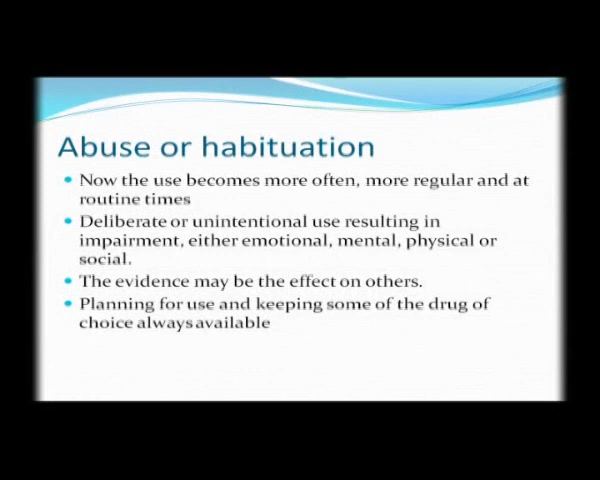 Abuse or habituation
• Now the use becomes more often, more regular and at
routine times
• Deliberate or unintentional use resulting in
impairment, either emotional, mental, physical or
social.
• The evidence may be the effect on others.
• Planning for use and keeping some of the drug of
choice always available